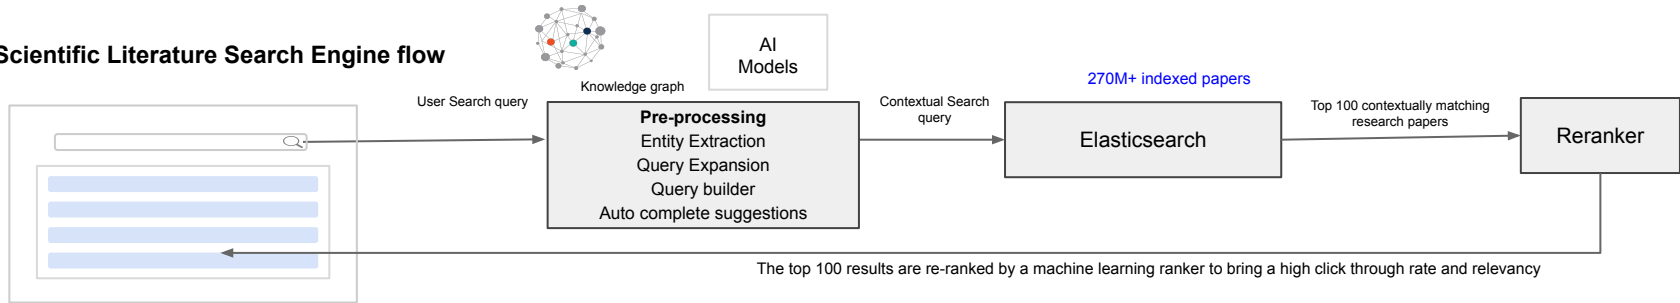 Scientific Literature Search Engine flow
AI
Models
Knowledge graph
270M+ indexed papers
User Search query
Pre-processing
Entity Extraction
Query Expansion
Query builder
Auto complete suggestions
Contextual Search
query
Elasticsearch
Top 100 contextually matching
research papers
Reranker
The top 100 results are re-ranked by a machine learning ranker to bring a high click through rate and relevancy